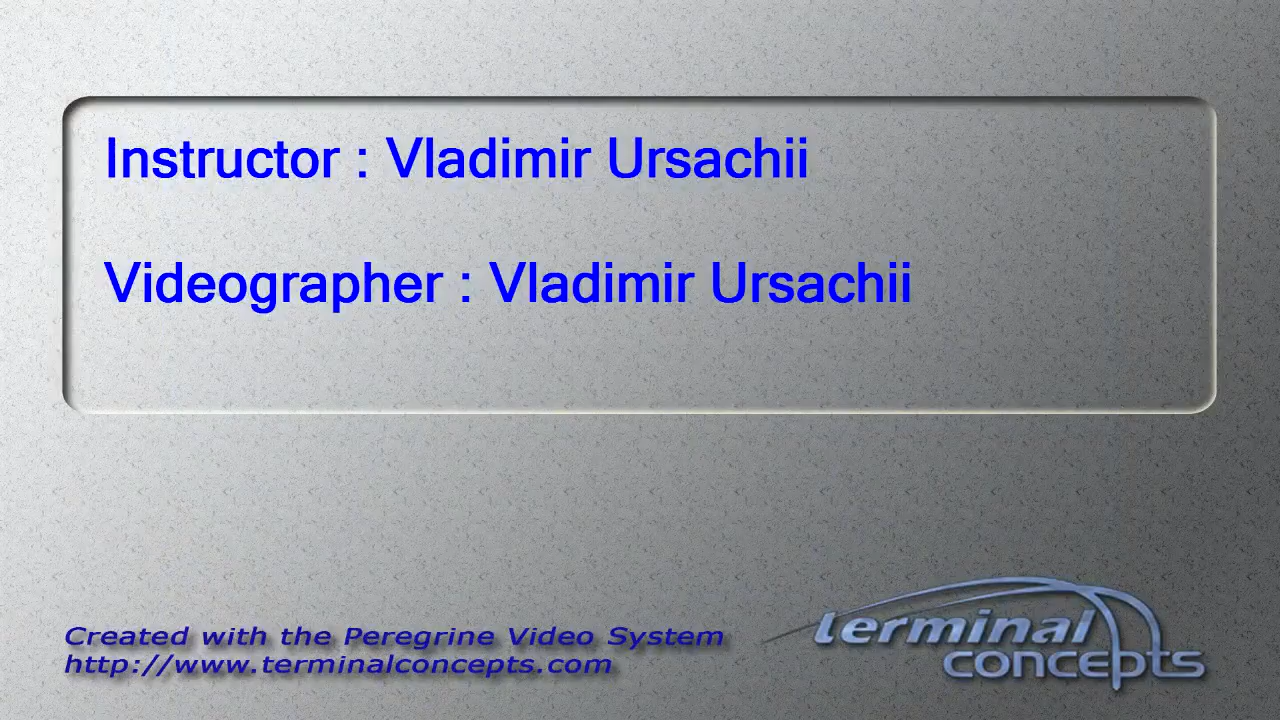 Instructor : Vladimir Ursachii
Videographer : Vladimir Ursachii
Created with the Peregrine Video System
http://www.terminalconcepts.com
terminal
concepts